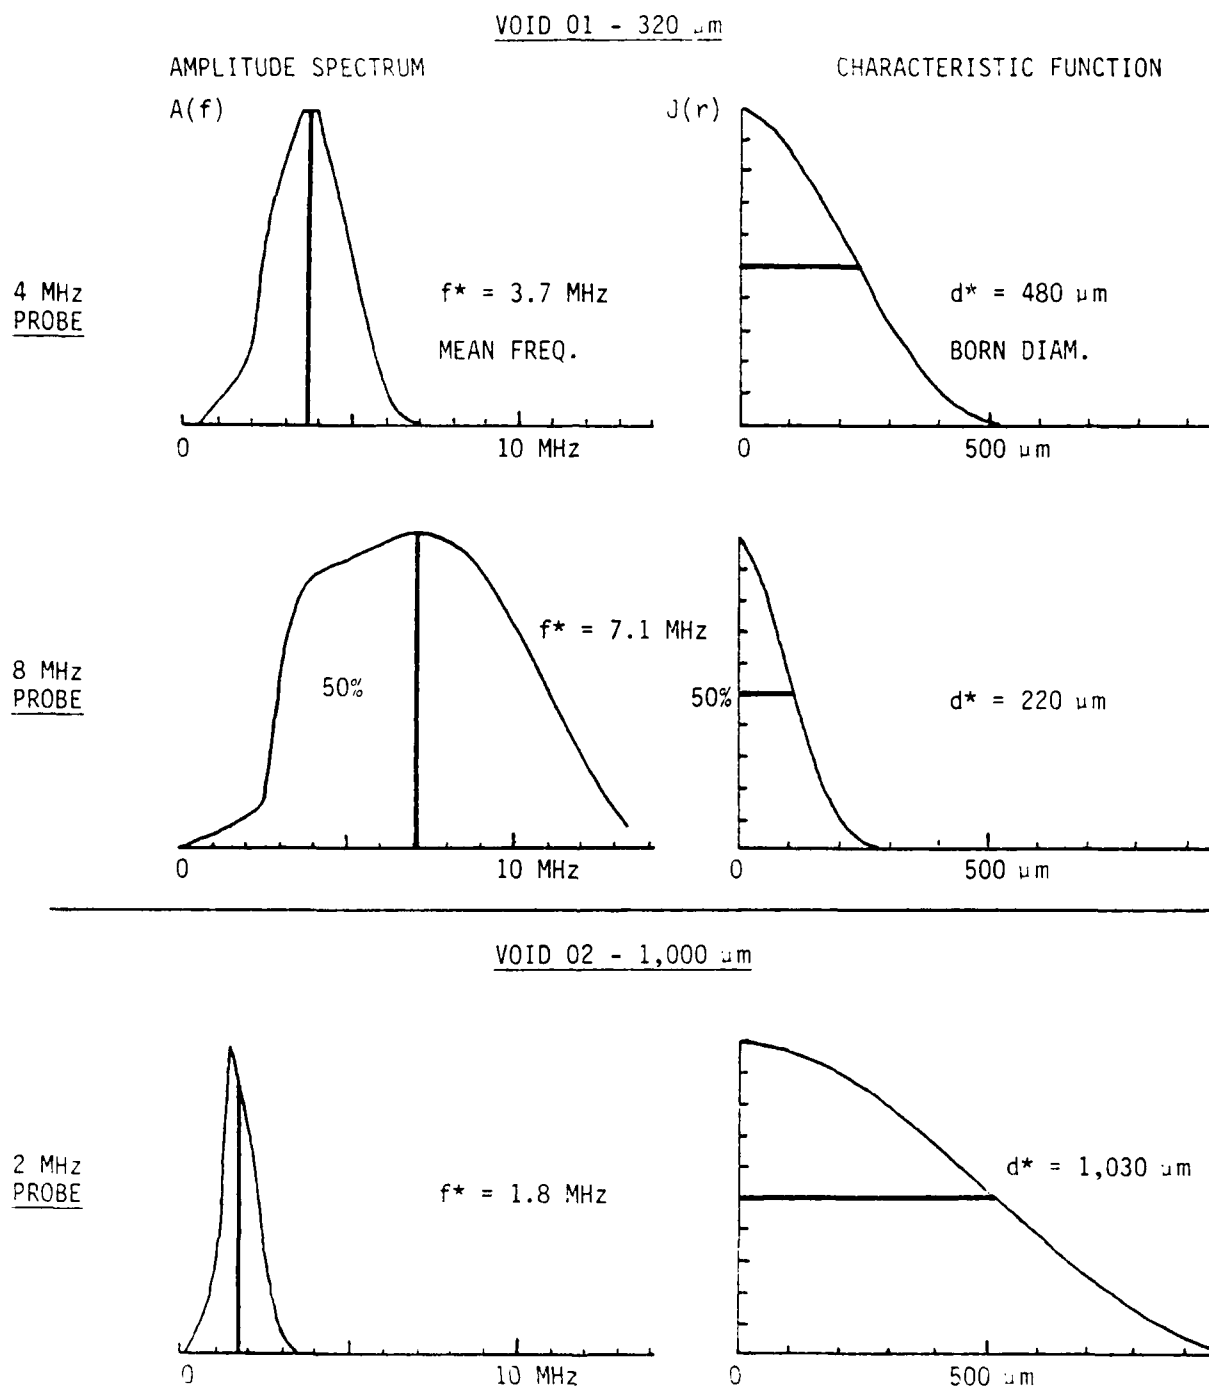 VOID 01 - 320 µm
AMPLITUDE SPECTRUM
CHARACTERISTIC FUNCTION
A(f)
J(r)
4 MHz
PROBE
f* = 3.7 MHz
MEAN FREQ.
d* = 480 µm
BORN DIAM.
0
10 MHz
0
500 µm
8 MHz
PROBE
50%
f* = 7.1 MHz
50%
d* = 220 µm
0
10 MHz
0
500 µm
VOID 02 - 1,000 µm
2 MHz
PROBE
f* = 1.8 MHz
d* = 1,030 µm
0
10 MHz
0
500 µm